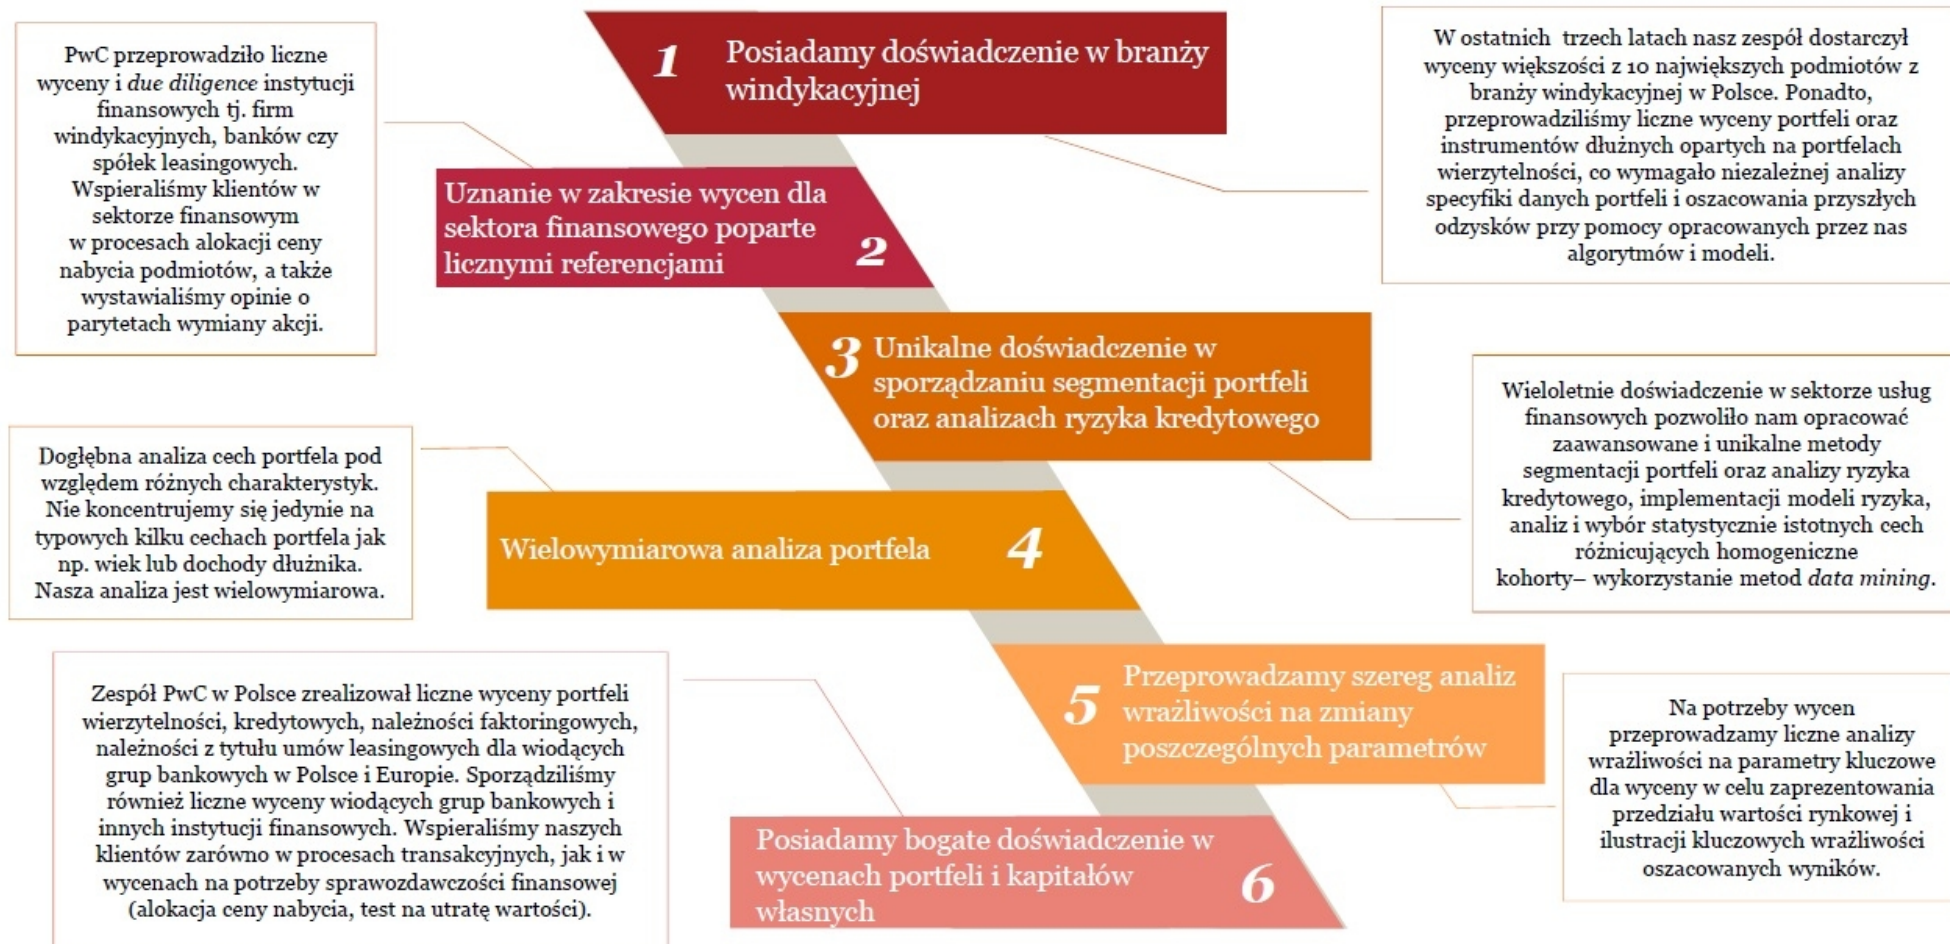 1
Posiadamy doświadczenie w branży
windykacyjnej
W ostatnich trzech latach nasz zespół dostarczył
wyceny większości z 10 największych podmiotów z
branży windykacyjnej w Polsce. Ponadto,
przeprowadziliśmy liczne wyceny portfeli oraz
instrumentów dłużnych opartych na portfelach
wierzytelności, co wymagało niezależnej analizy
specyfiki danych portfeli i oszacowania przyszłych
odzysków przy pomocy opracowanych przez nas
algorytmów i modeli.
PwC przeprowadziło liczne
wyceny i due diligence instytucji
finansowych tj. firm
windykacyjnych, banków czy
spółek leasingowych.
Wspieraliśmy klientów w
sektorze finansowym
w procesach alokacji ceny
nabycia podmiotów, a także
wystawialiśmy opinie o
parytetach wymiany akcji.
Uznanie w zakresie wycen dla
sektora finansowego poparte
licznymi referencjami
2
3
Unikalne doświadczenie w
sporządzaniu segmentacji portfeli
oraz analizach ryzyka kredytowego
Wieloletnie doświadczenie w sektorze usług
finansowych pozwoliło nam opracować
zaawansowane i unikalne metody
segmentacji portfeli oraz analizy ryzyka
kredytowego, implementacji modeli ryzyka,
analiz i wybór statystycznie istotnych cech
różnicujących homogeniczne
kohorty– wykorzystanie metod data mining.
Dogłębna analiza cech portfela pod
względem różnych charakterystyk.
Nie koncentrujemy się jedynie na
typowych kilku cechach portfela jak
np. wiek lub dochody dłużnika.
Nasza analiza jest wielowymiarowa.
Wielowymiarowa analiza portfela
4
5
Przeprowadzamy szereg analiz
wrażliwości na zmiany
poszczególnych parametrów
Na potrzeby wycen
przeprowadzamy liczne analizy
wrażliwości na parametry kluczowe
dla wyceny w celu zaprezentowania
przedziału wartości rynkowej i
ilustracji kluczowych wrażliwości
oszacowanych wyników.
Zespół PwC w Polsce zrealizował liczne wyceny portfeli
wierzytelności, kredytowych, należności faktoringowych,
należności z tytułu umów leasingowych dla wiodących
grup bankowych w Polsce i Europie. Sporządziliśmy
również liczne wyceny wiodących grup bankowych i
innych instytucji finansowych. Wspieraliśmy naszych
klientów zarówno w procesach transakcyjnych, jak i w
wycenach na potrzeby sprawozdawczości finansowej
(alokacja ceny nabycia, test na utratę wartości).
Posiadamy bogate doświadczenie w
wycenach portfeli i kapitałów
własnych
6